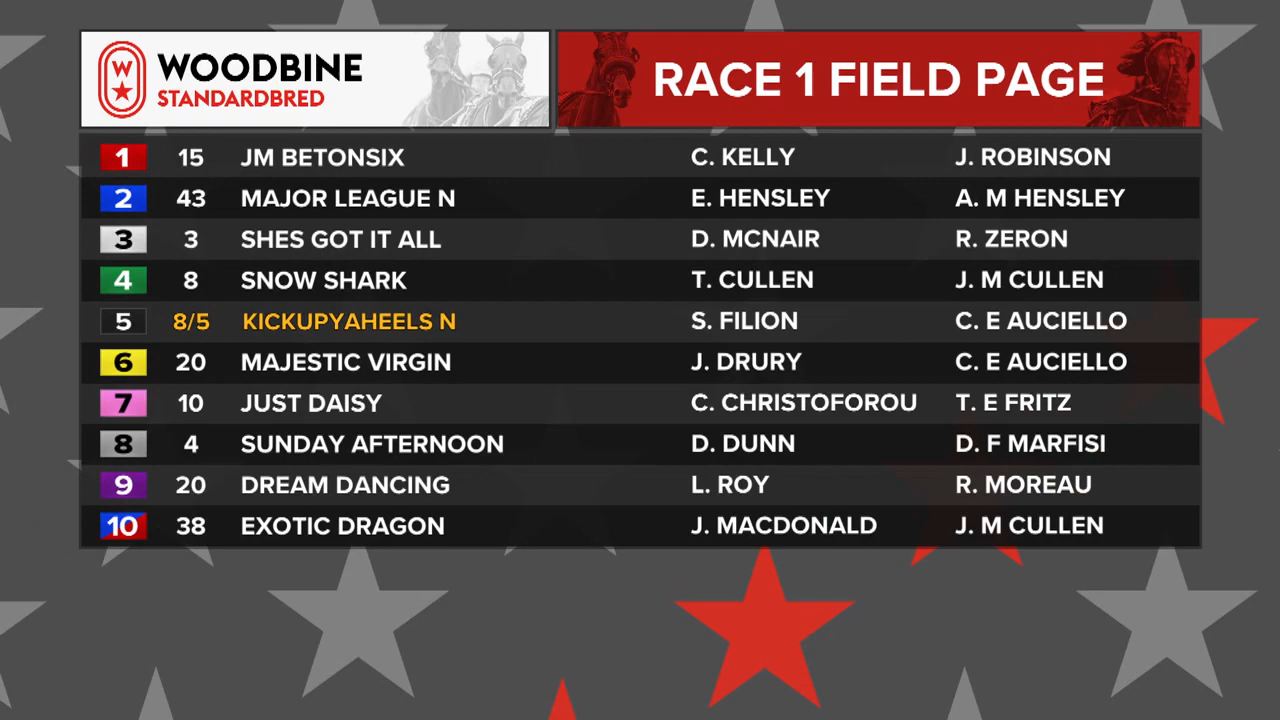 W
WOODBINE
STANDARDBRED
RACE 1 FIELD PAGE
1 15 JM BETONSIX C. KELLY J. ROBINSON
2 43 MAJOR LEAGUE N E. HENSLEY A. M HENSLEY
3 3 SHES GOT IT ALL D. MCNAIR R. ZERON
4 8 SNOW SHARK T. CULLEN J. M CULLEN
5 8/5 KICKUPYAHEELS N S. FILION C. E AUCIELLO
6 20 MAJESTIC VIRGIN J. DRURY C. E AUCIELLO
7 10 JUST DAISY C. CHRISTOFOROU T. E FRITZ
8 4 SUNDAY AFTERNOON D. DUNN D. F MARFISI
9 20 DREAM DANCING L. ROY R. MOREAU
10 38 EXOTIC DRAGON J. MACDONALD J. M CULLEN